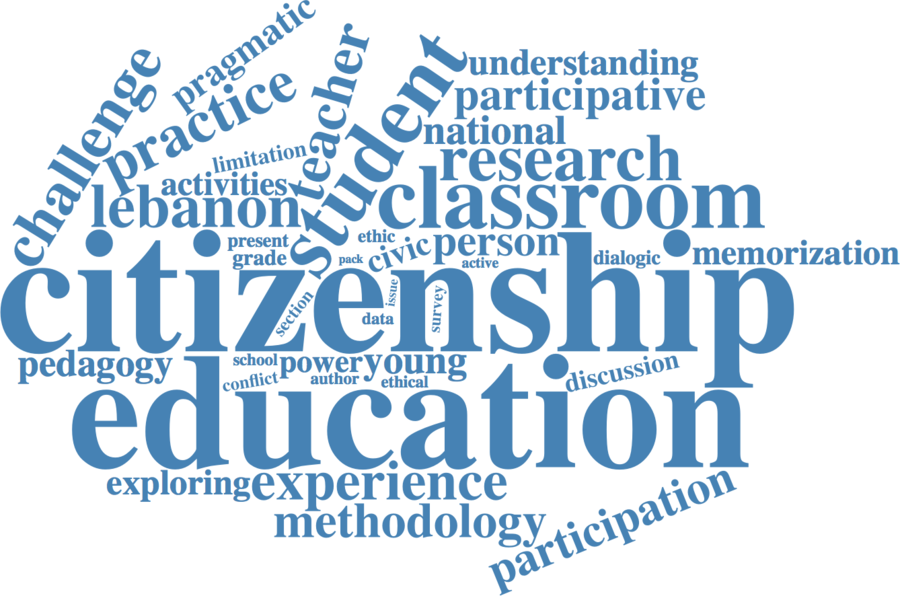 pragmatic
challenge
practice
teacher
student
understanding
participative
national
research
limitation
activities
lebanon
classroom
present
grade
ethic
pack
civic
person
active
dialogic
memorization
citizenship
section
data
issue
survey
pedagogy
school
power
young
conflict
author
ethical
discussion
education
exploring
experience
methodology
participation